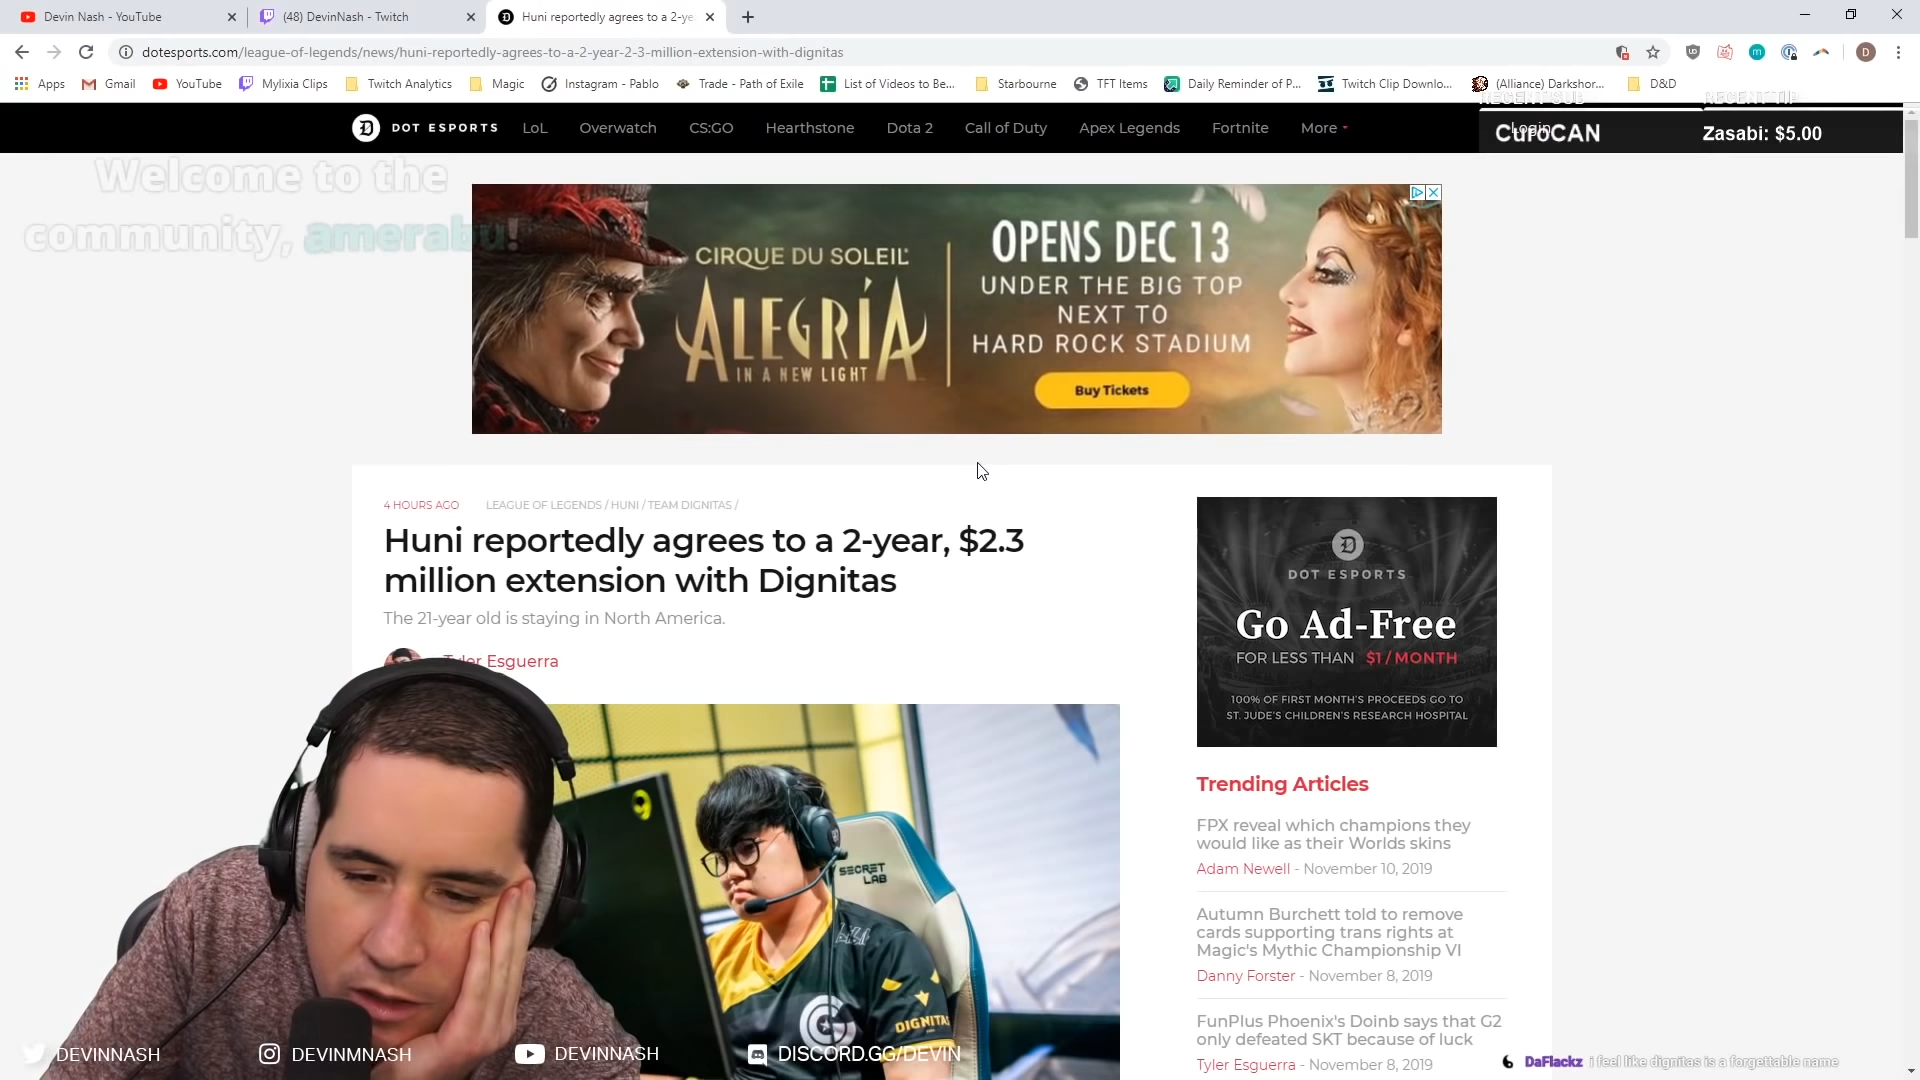 Devin Nash - YouTube
(48) DevinNash - Twitch
Huni reportedly agrees to a 2-ye
dotesports.com/league-of-legends/news/huni-reportedly-agrees-to-a-2-year-2-3-million-extension-with-dignitas
Apps
Gmail
YouTube
Mylixia Clips
Twitch Analytics
Magic
Instagram - Pablo
Trade - Path of Exile
List of Videos to Be...
Starbourne
TFT Items
Daily Reminder of P...
Twitch Clip Downlo...
(Alliance) Darkshor...
D&D
RECENT SUB
RECENT TIP
DOT ESPORTS
LoL
Overwatch
CS:GO
Hearthstone
Dota 2
Call of Duty
Apex Legends
Fortnite
More
Login
CuroCAN
Zasabi: $5.00
Welcome to the
community, amerabu!
CIRQUE DU SOLEIL
ALEGRÍA
IN A NEW LIGHT
OPENS DEC 13
UNDER THE BIG TOP
NEXT TO
HARD ROCK STADIUM
Buy Tickets
4 HOURS AGO
LEAGUE OF LEGENDS / HUNI / TEAM DIGNITAS /
Huni reportedly agrees to a 2-year, $2.3
million extension with Dignitas
The 21-year old is staying in North America.
Tyler Esguerra
SECRET
LAB
DIGNITAS
DOT ESPORTS
Go Ad-Free
FOR LESS THAN $1 / MONTH
100% OF FIRST MONTH'S PROCEEDS GO TO
ST. JUDE'S CHILDREN'S RESEARCH HOSPITAL
Trending Articles
FPX reveal which champions they
would like as their Worlds skins
Adam Newell - November 10, 2019
Autumn Burchett told to remove
cards supporting trans rights at
Magic's Mythic Championship VI
Danny Forster - November 8, 2019
FunPlus Phoenix's Doinb says that G2
only defeated SKT because of luck
Tyler Esguerra - November 8, 2019
DEVINNASH
DEVINMNASH
DEVINNASH
DISCORD.GG/DEVIN
DaFlackz i feel like dignitas is a forgettable name